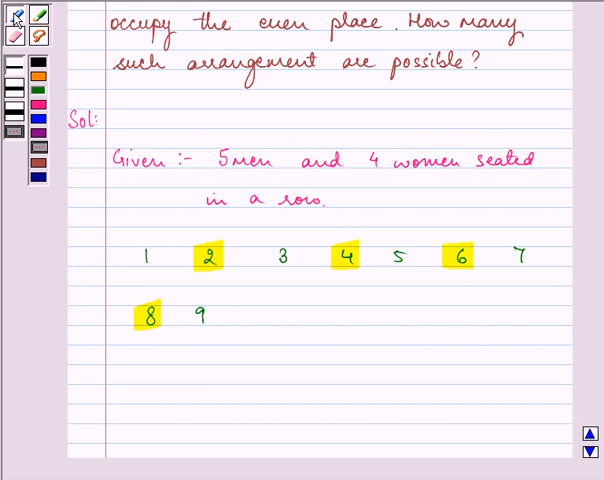 occupy the even place. How many
such arrangement are possible?
Sol:
Given :- 5 Men and 4 women seated
in a row.
1 2 3 4 5 6 7
8 9